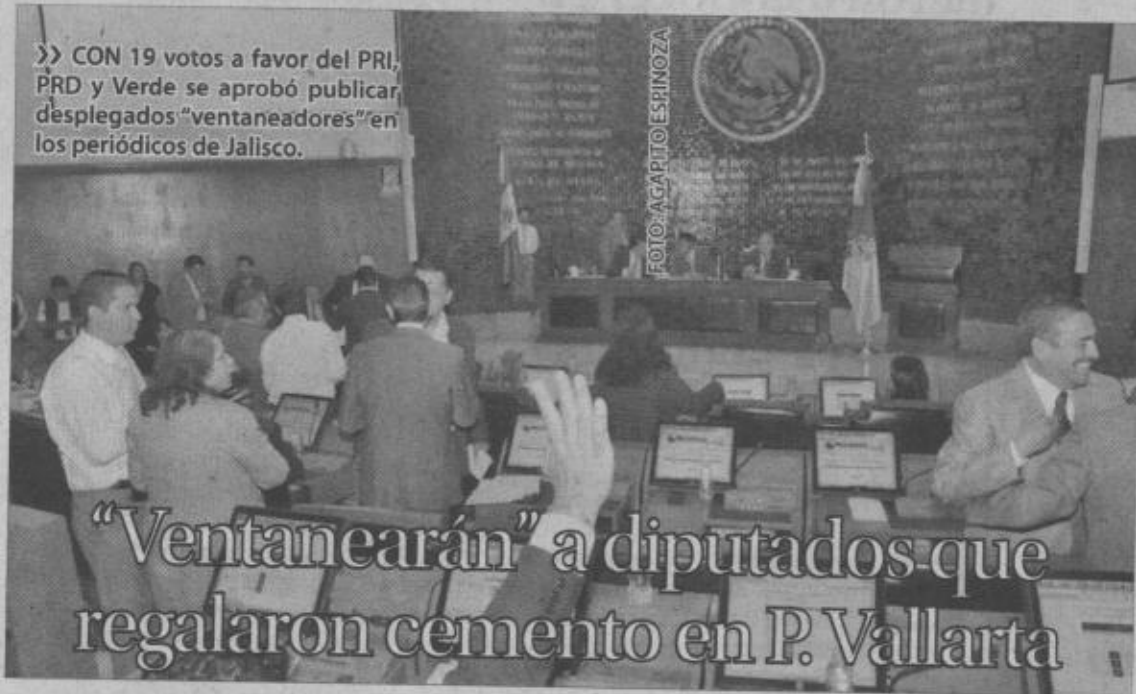 ›› CON 19 votos a favor del PRI,
PRD y Verde se aprobó publicar
desplegados "ventaneadores" en
los periódicos de Jalisco.
FOTO: AGAPITO ESPINOZA
“Ventanearán” a diputados que
regalaron cemento en P. Vallarta